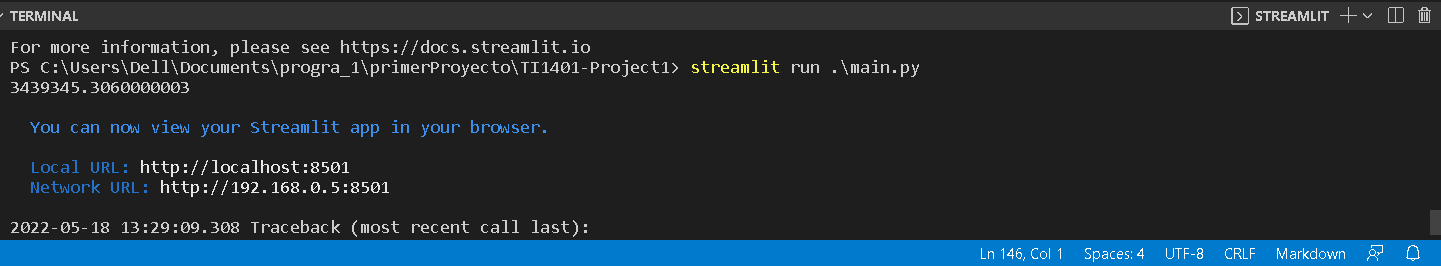 TERMINAL
STREAMLIT
For more information, please see https://docs.streamlit.io
PS C:\Users\Dell\Documents\progra_1\primerProyecto\TI1401-Project1> streamlit run .\main.py
3439345.3060000003
You can now view your Streamlit app in your browser.
Local URL: http://localhost:8501
Network URL: http://192.168.0.5:8501
2022-05-18 13:29:09.308 Traceback (most recent call last):
Ln 146, Col 1 Spaces: 4 UTF-8 CRLF Markdown